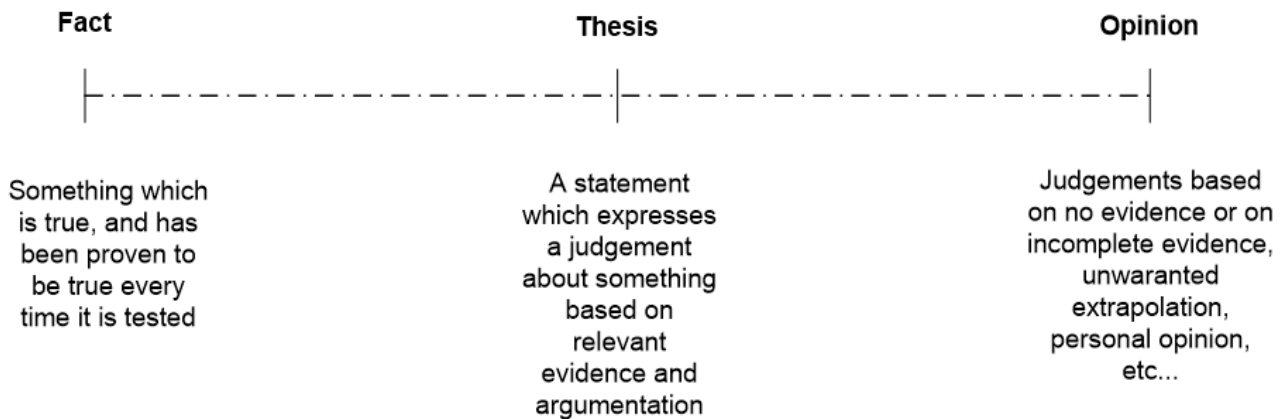 Fact
Thesis
Opinion
Something which
is true, and has
been proven to
be true every
time it is tested
A statement
which expresses
a judgement
about something
based on
relevant
evidence and
argumentation
Judgements based
on no evidence or on
incomplete evidence,
unwaranted
extrapolation,
personal opinion,
etc...